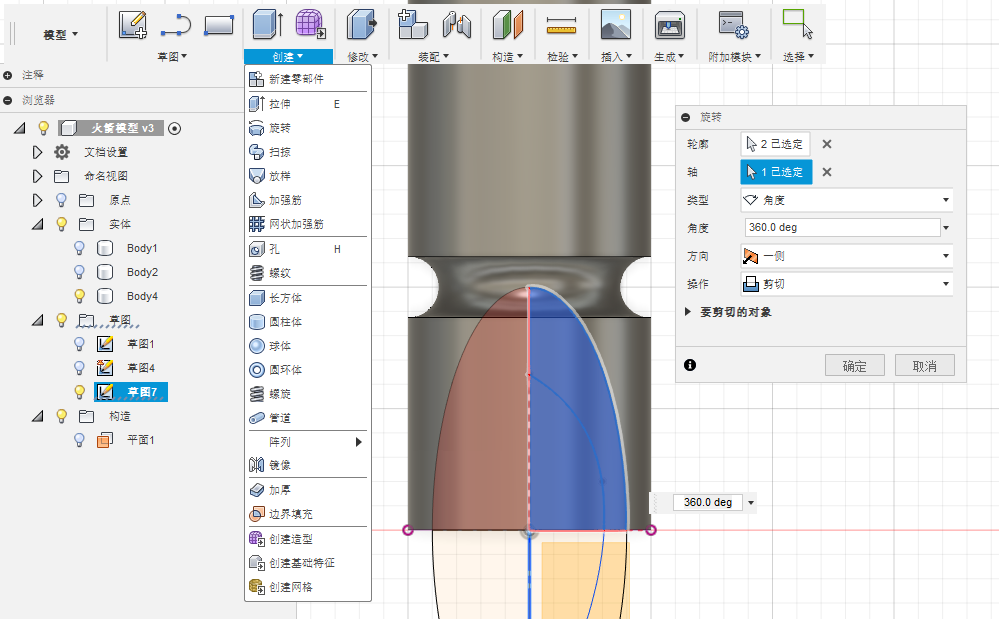 模型
草图
创建
修改
装配
构造
检验
插入
生成
附加模块
选择
注释
浏览器
火箭模型 v3
文档设置
命名视图
原点
实体
Body1
Body2
Body4
草图
草图1
草图4
草图7
构造
平面1
新建零部件
拉伸 E
旋转
扫掠
放样
加强筋
网状加强筋
孔 H
螺纹
长方体
圆柱体
球体
圆环体
螺旋
管道
阵列
镜像
加厚
边界填充
创建造型
创建基础特征
创建网格
旋转
轮廓 2 已选定
轴 1 已选定
类型 角度
角度 360.0 deg
方向 一侧
操作 剪切
要剪切的对象
确定 取消
360.0 deg